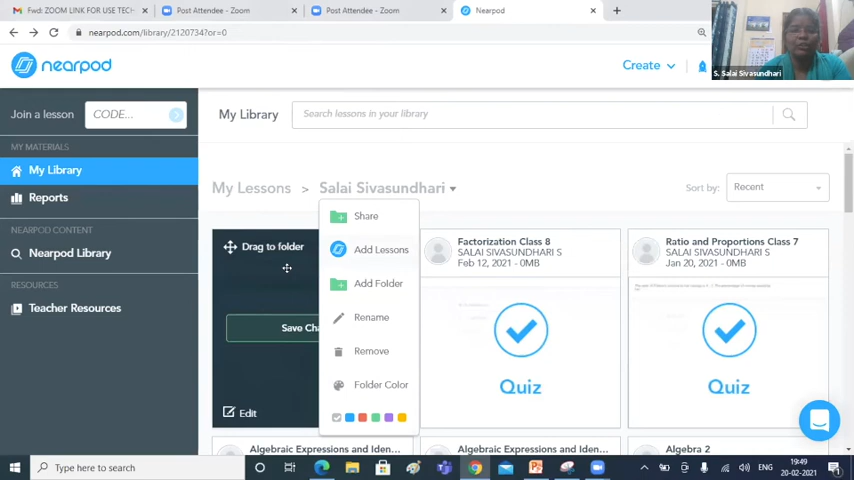 Fwd: ZOOM LINK FOR USE TECH
Post Attendee - Zoom
Post Attendee - Zoom
Nearpod
nearpod.com/library/2120734?or=0
nearpod
Create
S. Salai Sivasundhari
Join a lesson
CODE...
My Library
Search lessons in your library
MY MATERIALS
My Library
Reports
NEARPOD CONTENT
Nearpod Library
RESOURCES
Teacher Resources
My Lessons > Salai Sivasundhari
Sort by:
Recent
Share
Add Lessons
Add Folder
Rename
Remove
Folder Color
Drag to folder
Save Cha
Edit
Factorization Class 8
SALAI SIVASUNDHARI S
Feb 12, 2021 - 0MB
Quiz
Ratio and Proportions Class 7
SALAI SIVASUNDHARI S
Jan 20, 2021 - 0MB
Quiz
Algebraic Expressions and Iden...
Algebraic Expressions and Iden...
Algebra 2
Type here to search
ENG
19:49
20-02-2021